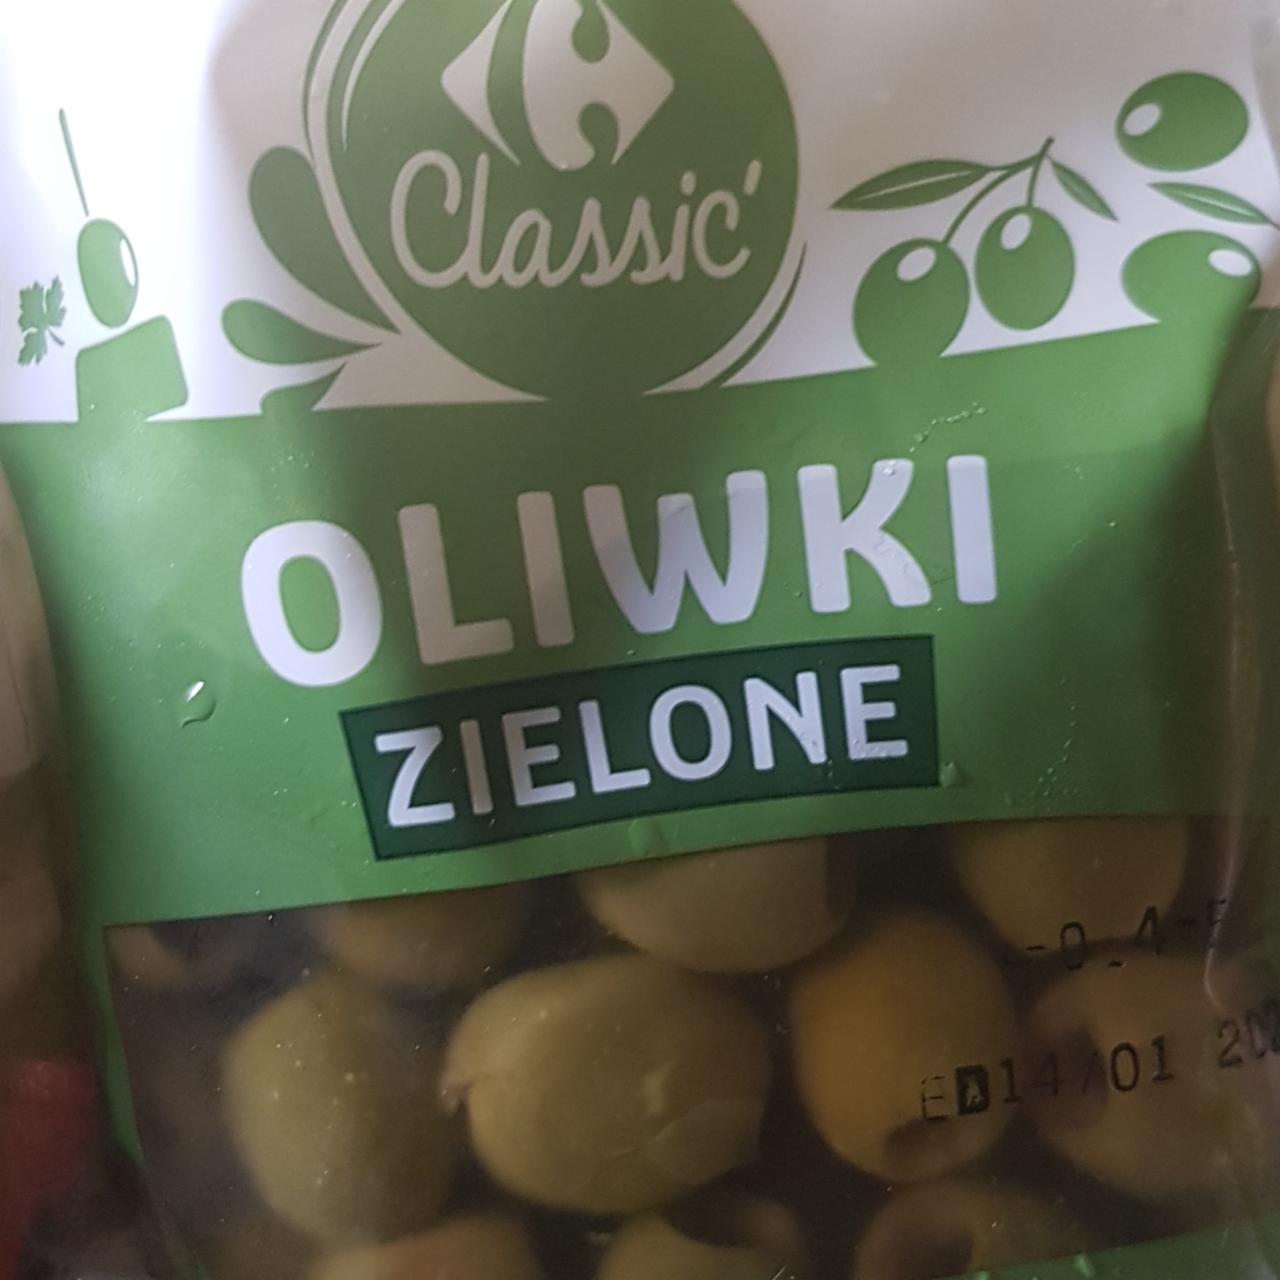 Classic'
OLIWKI
ZIELONE
14/01